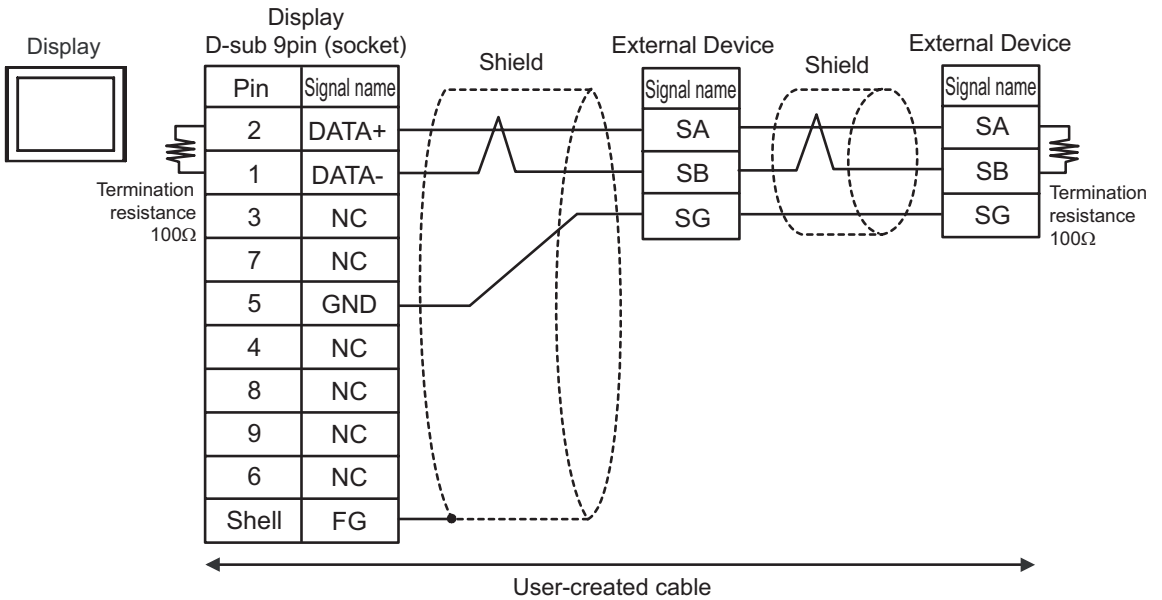 Display
Display
D-sub 9pin (socket)
Shield
External Device
Shield
External Device
Pin Signal name
2 DATA+
1 DATA-
3 NC
7 NC
5 GND
4 NC
8 NC
9 NC
6 NC
Shell FG
Termination
resistance
100Ω
Signal name
SA
SB
SG
Signal name
SA
SB
SG
Termination
resistance
100Ω
User-created cable